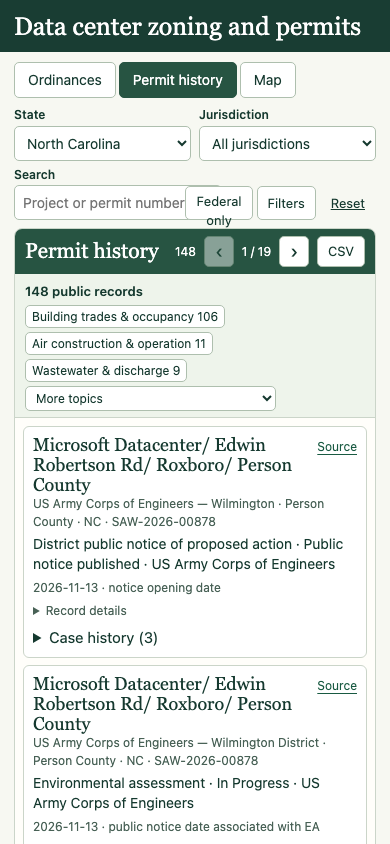 Data center zoning and permits
Ordinances
Permit history
Map
State
Jurisdiction
North Carolina
All jurisdictions
Search
Project or permit number
Federal
only
Filters
Reset
Permit history
148
‹
1 / 19
›
CSV
148 public records
Building trades & occupancy 106
Air construction & operation 11
Wastewater & discharge 9
More topics
Microsoft Datacenter/ Edwin
Robertson Rd/ Roxboro/ Person
County
Source
US Army Corps of Engineers — Wilmington · Person
County · NC · SAW-2026-00878
District public notice of proposed action · Public
notice published · US Army Corps of Engineers
2026-11-13 · notice opening date
Record details
Case history (3)
Microsoft Datacenter/ Edwin
Robertson Rd/ Roxboro/ Person
County
Source
US Army Corps of Engineers — Wilmington District ·
Person County · NC · SAW-2026-00878
Environmental assessment · In Progress · US
Army Corps of Engineers
2026-11-13 · public notice date associated with EA